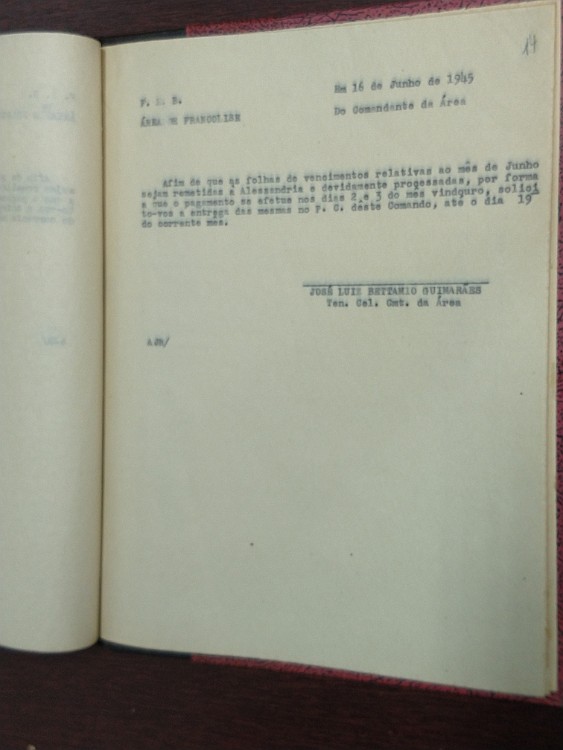 14
F. E. B.
Em 16 de Junho de 1945
ÁREA DE FRANCOLISE
Do Comandante da Área
Afim de que as folhas de vencimentos relativas ao mês de Junho
sejam remetidas à Alessandria e devidamente processadas, por forma
a que o pagamento se efetue nos dias 2 e 3 do mês vindouro, solici
to-vos a entrega das mesmas no P. C. dêste Comando, até o dia 19
do corrente mes.
JOSÉ LUIZ BETTAMIO GUIMARÃES
Ten. Cel. Cmt. da Área